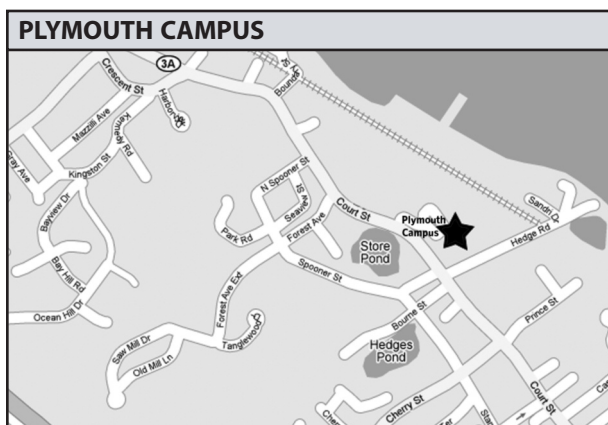 PLYMOUTH CAMPUS
3A
Crescent St
Bounds
St
Mazzilli Ave
Harbor
Kennedy Rd
Gray Ave
Kingston St
N Spooner St
Seaview St
Bayview Dr
Court St
Sandri Dr
Forest Ave
Plymouth
Campus
Park Rd
Hedge Rd
Store
Pond
Bay Hill Rd
Spooner St
Forest Ave Ext
Bourne St
Prince St
Ocean Hill Dr
Tanglewood
Saw Mill Dr
Hedges
Pond
Old Mill Ln
Court St
Cherry St